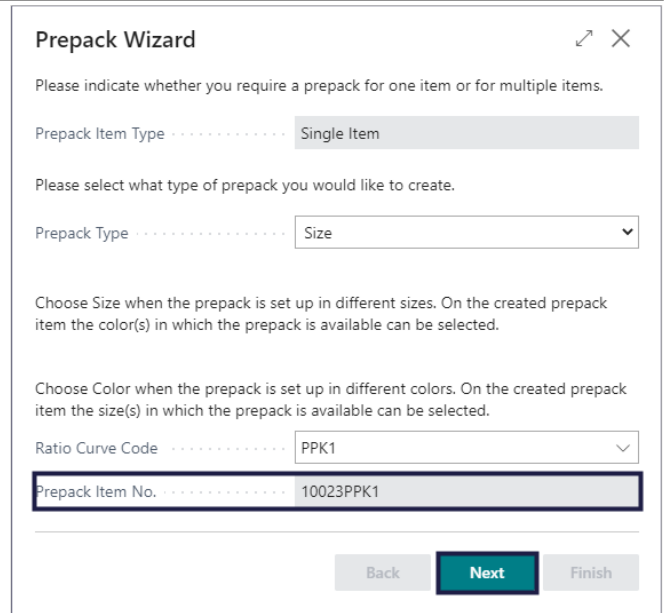 Prepack Wizard
Please indicate whether you require a prepack for one item or for multiple items.
Prepack Item Type Single Item
Please select what type of prepack you would like to create.
Prepack Type Size
Choose Size when the prepack is set up in different sizes. On the created prepack
item the color(s) in which the prepack is available can be selected.
Choose Color when the prepack is set up in different colors. On the created prepack
item the size(s) in which the prepack is available can be selected.
Ratio Curve Code PPK1
Prepack Item No. 10023PPK1
Back Next Finish